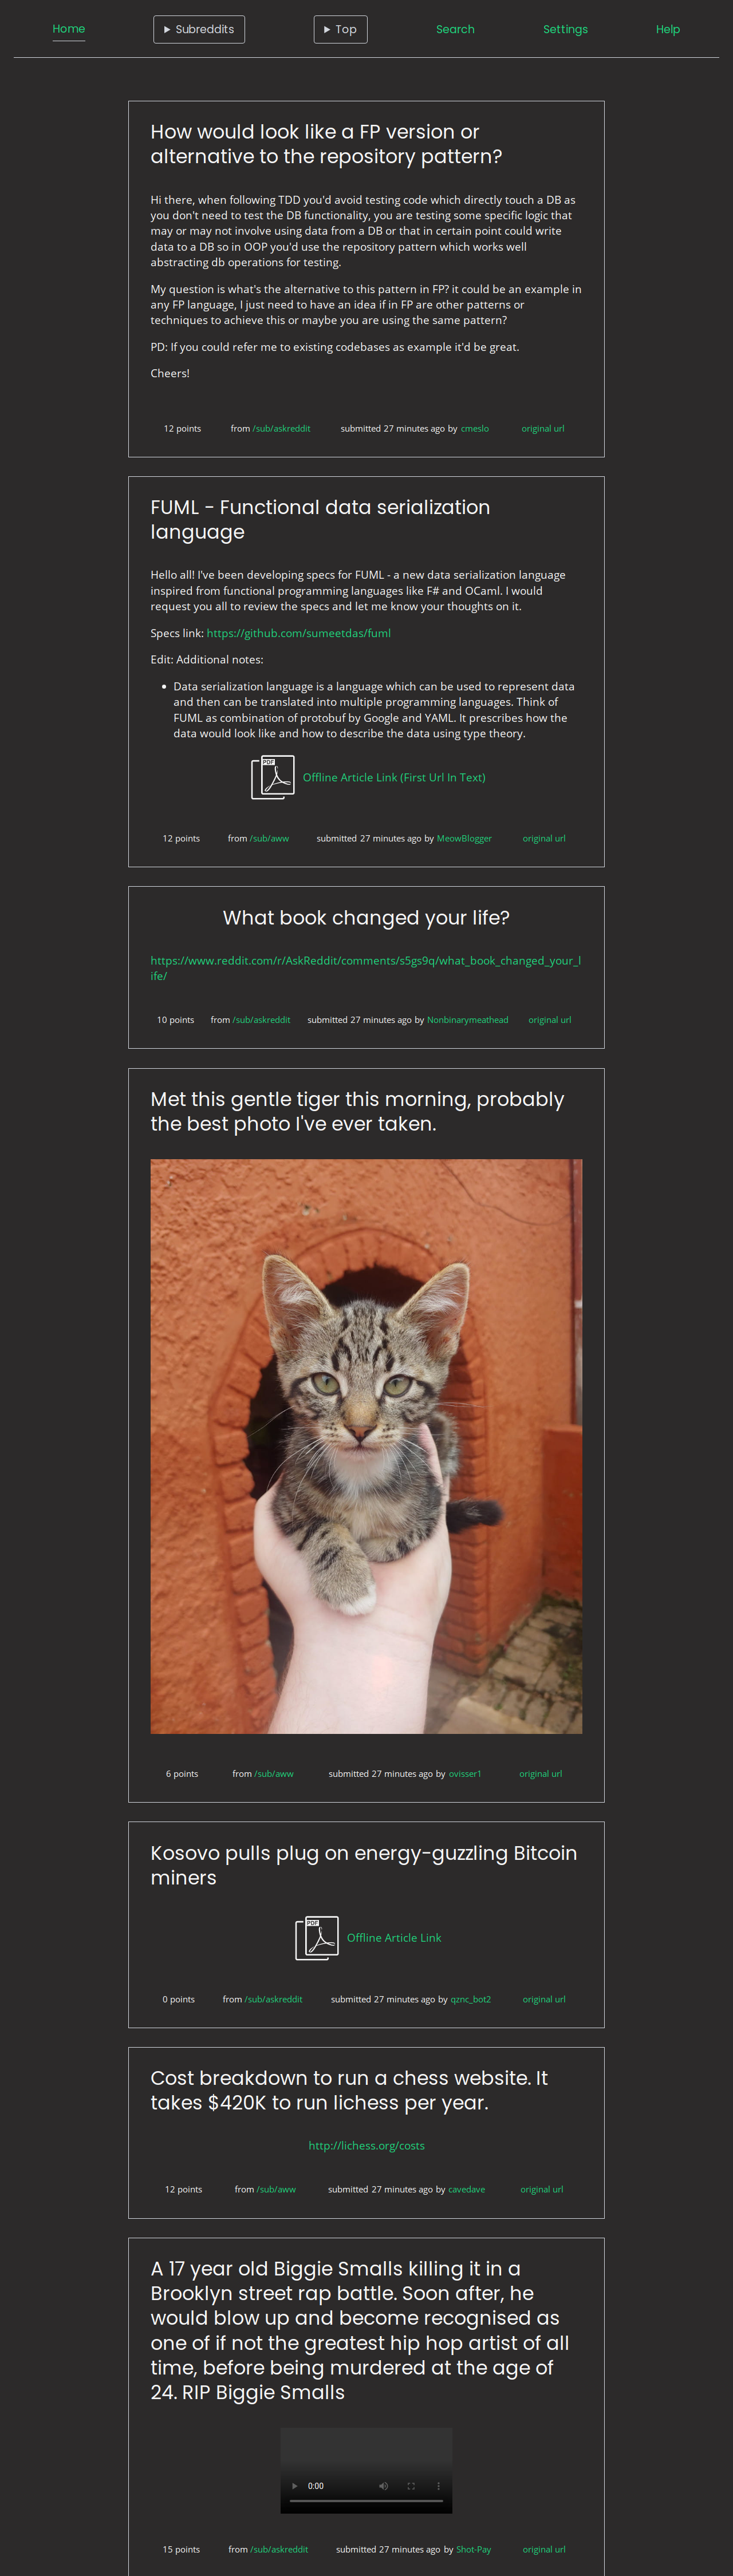 Home
Subreddits
Top
Search
Settings
Help
How would look like a FP version or
alternative to the repository pattern?
Hi there, when following TDD you'd avoid testing code which directly touch a DB as
you don't need to test the DB functionality, you are testing some specific logic that
may or may not involve using data from a DB or that in certain point could write
data to a DB so in OOP you'd use the repository pattern which works well
abstracting db operations for testing.
My question is what's the alternative to this pattern in FP? it could be an example in
any FP language, I just need to have an idea if in FP are other patterns or
techniques to achieve this or maybe you are using the same pattern?
PD: If you could refer me to existing codebases as example it'd be great.
Cheers!
12 points from /sub/askreddit submitted 27 minutes ago by cmeslo original url
FUML - Functional data serialization
language
Hello all! I've been developing specs for FUML - a new data serialization language
inspired from functional programming languages like F# and OCaml. I would
request you all to review the specs and let me know your thoughts on it.
Specs link: https://github.com/sumeetdas/fuml
Edit: Additional notes:
• Data serialization language is a language which can be used to represent data
and then can be translated into multiple programming languages. Think of
FUML as combination of protobuf by Google and YAML. It prescribes how the
data would look like and how to describe the data using type theory.
PDF Offline Article Link (First Url In Text)
12 points from /sub/aww submitted 27 minutes ago by MeowBlogger original url
What book changed your life?
https://www.reddit.com/r/AskReddit/comments/s5gs9q/what_book_changed_your_l
ife/
10 points from /sub/askreddit submitted 27 minutes ago by Nonbinarymeathead original url
Met this gentle tiger this morning, probably
the best photo I've ever taken.
6 points from /sub/aww submitted 27 minutes ago by ovisser1 original url
Kosovo pulls plug on energy-guzzling Bitcoin
miners
PDF Offline Article Link
0 points from /sub/askreddit submitted 27 minutes ago by qznc_bot2 original url
Cost breakdown to run a chess website. It
takes $420K to run lichess per year.
http://lichess.org/costs
12 points from /sub/aww submitted 27 minutes ago by cavedave original url
A 17 year old Biggie Smalls killing it in a
Brooklyn street rap battle. Soon after, he
would blow up and become recognised as
one of if not the greatest hip hop artist of all
time, before being murdered at the age of
24. RIP Biggie Smalls
0:00
15 points from /sub/askreddit submitted 27 minutes ago by Shot-Pay original url